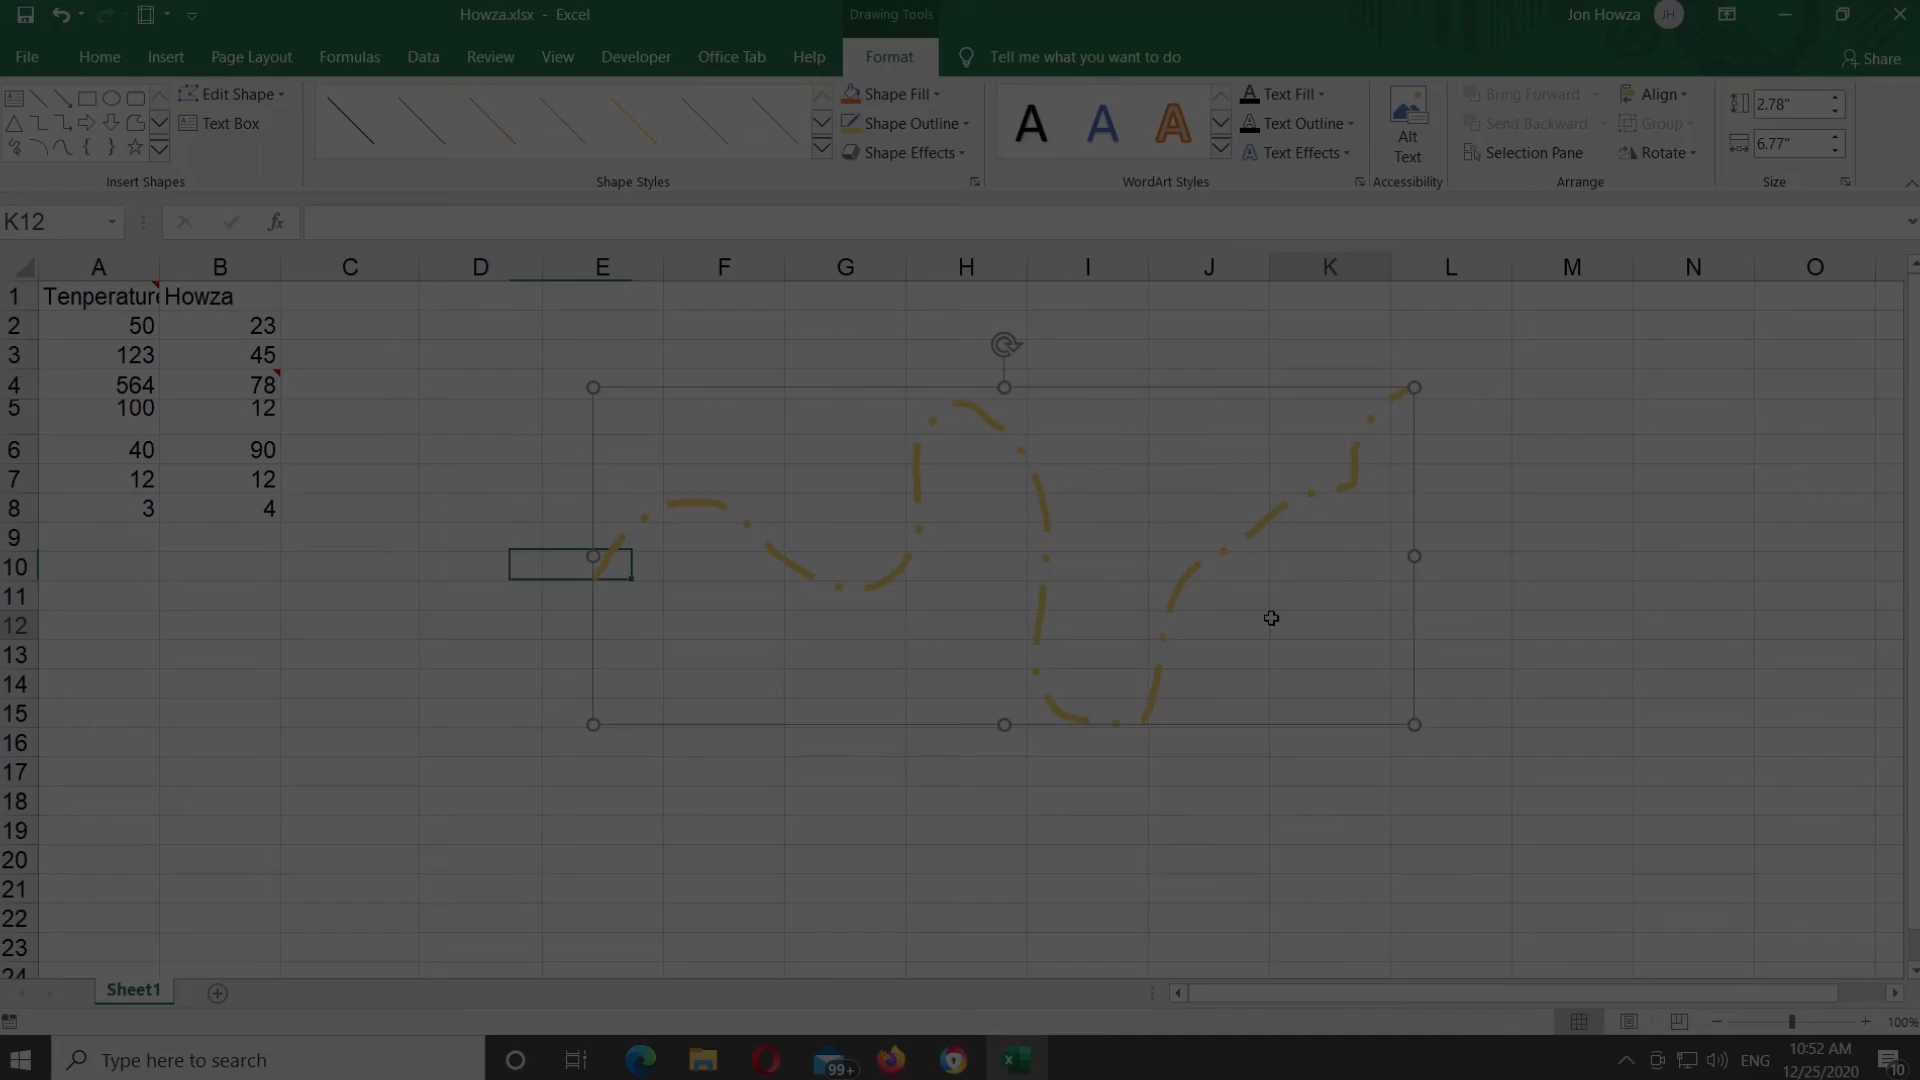 Howza.xlsx - Excel
Drawing Tools
Jon Howza
JH
File Home Insert Page Layout Formulas Data Review View Developer Office Tab Help Format Tell me what you want to do Share
Edit Shape
Text Box
Insert Shapes
Shape Fill
Shape Outline
Shape Effects
Shape Styles
A A A
Text Fill
Text Outline
Text Effects
WordArt Styles
Alt
Text
Accessibility
Bring Forward
Send Backward
Selection Pane
Align
Group
Rotate
Arrange
2.78"
6.77"
Size
K12
fx
A B C D E F G H I J K L M N O
1 Tenperature Howza
2 50 23
3 123 45
4 564 78
5 100 12
6 40 90
7 12 12
8 3 4
9
10
11
12
13
14
15
16
17
18
19
20
21
22
23
24
Sheet1
100%
Type here to search
99+
ENG
10:52 AM
12/25/2020
10